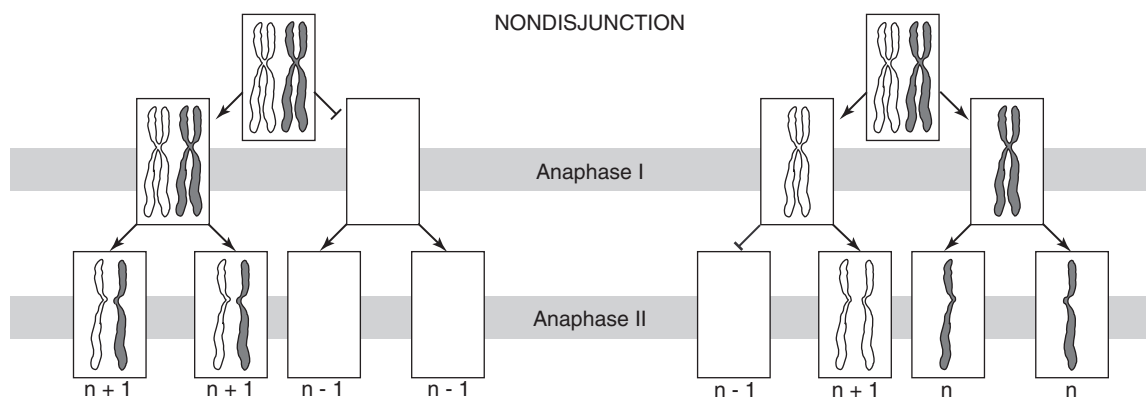 NONDISJUNCTION
Anaphase I
Anaphase II
n + 1
n + 1
n - 1
n - 1
n - 1
n + 1
n
n